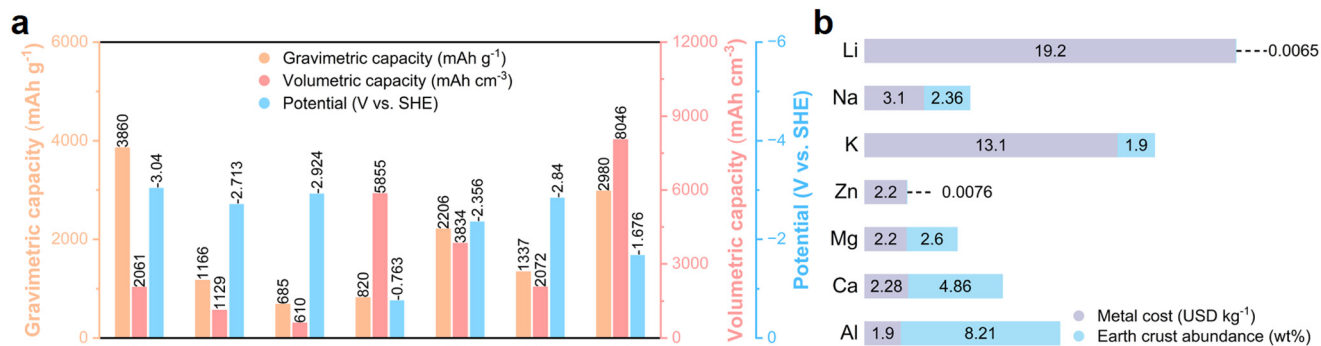 a
Gravimetric capacity (mAh g⁻¹)
6000
4000
2000
0
Gravimetric capacity (mAh g⁻¹)
Volumetric capacity (mAh cm⁻³)
Potential (V vs. SHE)
3860
2061
-3.04
1166
1129
-2.713
685
610
-2.924
820
5855
-0.763
2206
3834
-2.356
1337
2072
-2.84
2980
8046
-1.676
12000
9000
6000
3000
0
Volumetric capacity (mAh cm⁻³)
−6
−4
−2
0
Potential (V vs. SHE)
b
Li 19.2 0.0065
Na 3.1 2.36
K 13.1 1.9
Zn 2.2 0.0076
Mg 2.2 2.6
Ca 2.28 4.86
Al 1.9 8.21
Metal cost (USD kg⁻¹)
Earth crust abundance (wt%)